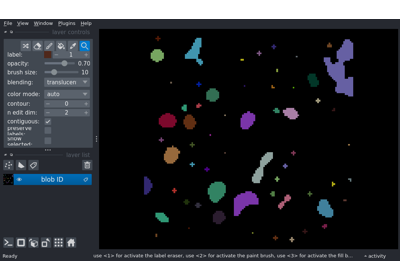 File View Window Plugins Help
layer controls
label: 1
opacity: 0.70
brush size: 10
blending: translucen
color mode: auto
contour: 0
n edit dim: 2
contiguous:
preserve labels:
show selected:
layer list
blob ID
Ready
use <1> for activate the label eraser, use <2> for activate the paint brush, use <3> for activate the fill b...
activity